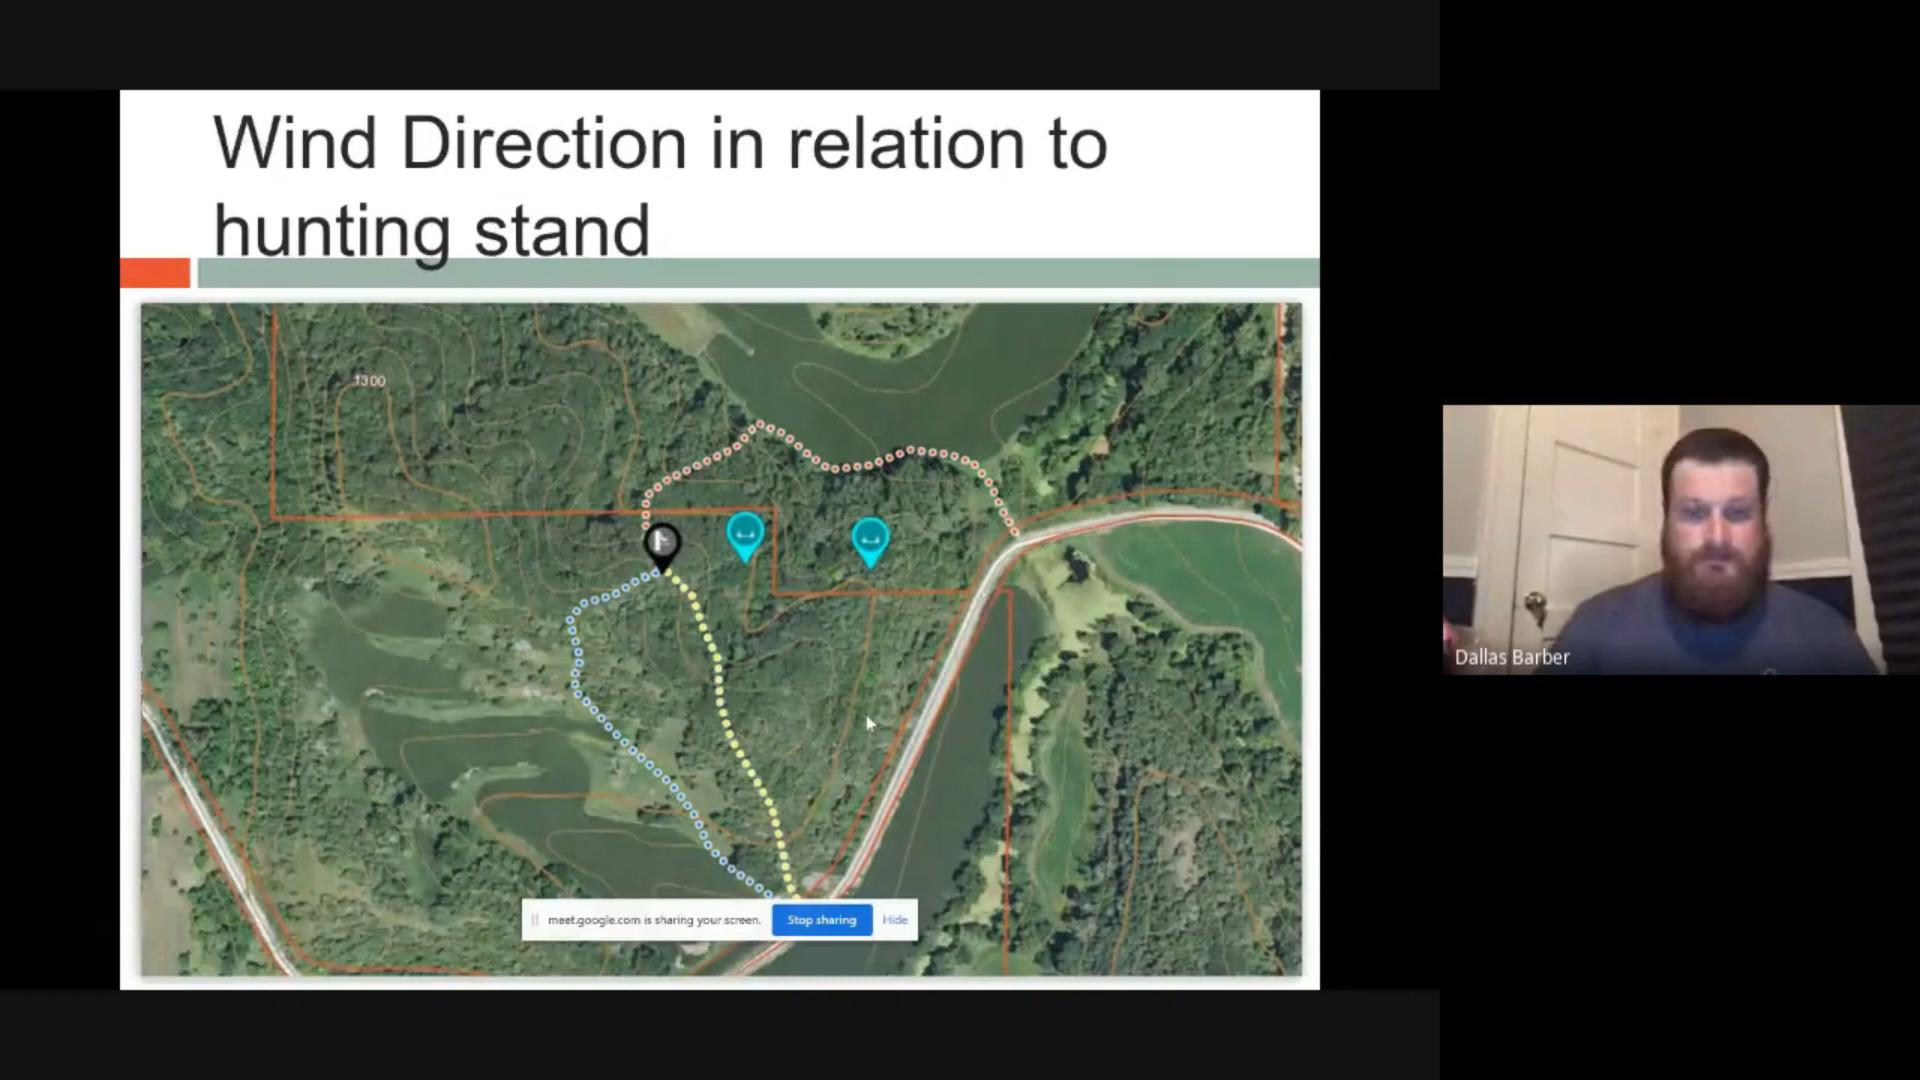 Wind Direction in relation to
hunting stand
1300
meet.google.com is sharing your screen. Stop sharing Hide
Dallas Barber